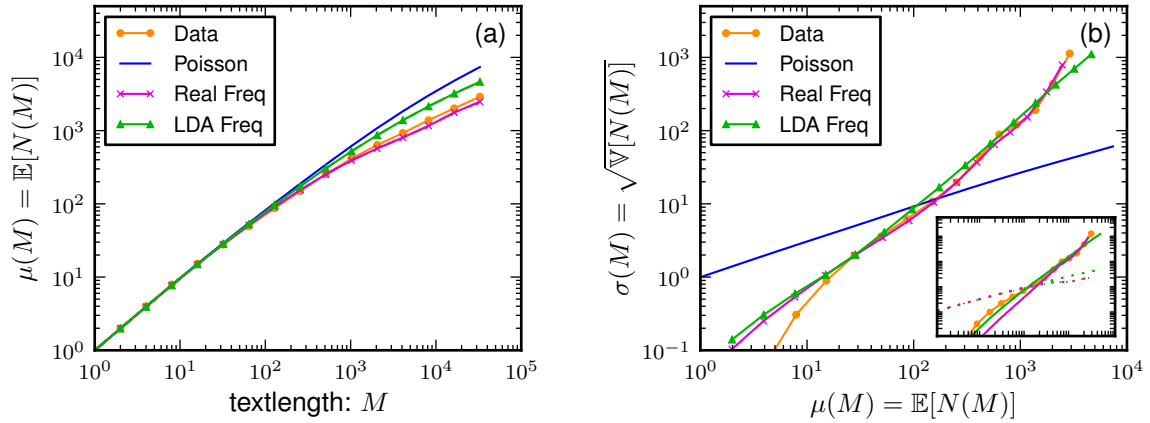 (a)
Data
Poisson
Real Freq
LDA Freq
μ(M) = 𝔼[N(M)]
10^4
10^3
10^2
10^1
10^0
10^0 10^1 10^2 10^3 10^4 10^5
textlength: M
(b)
Data
Poisson
Real Freq
LDA Freq
σ(M) = √𝕍[N(M)]
10^3
10^2
10^1
10^0
10^-1
10^0 10^1 10^2 10^3 10^4
μ(M) = 𝔼[N(M)]